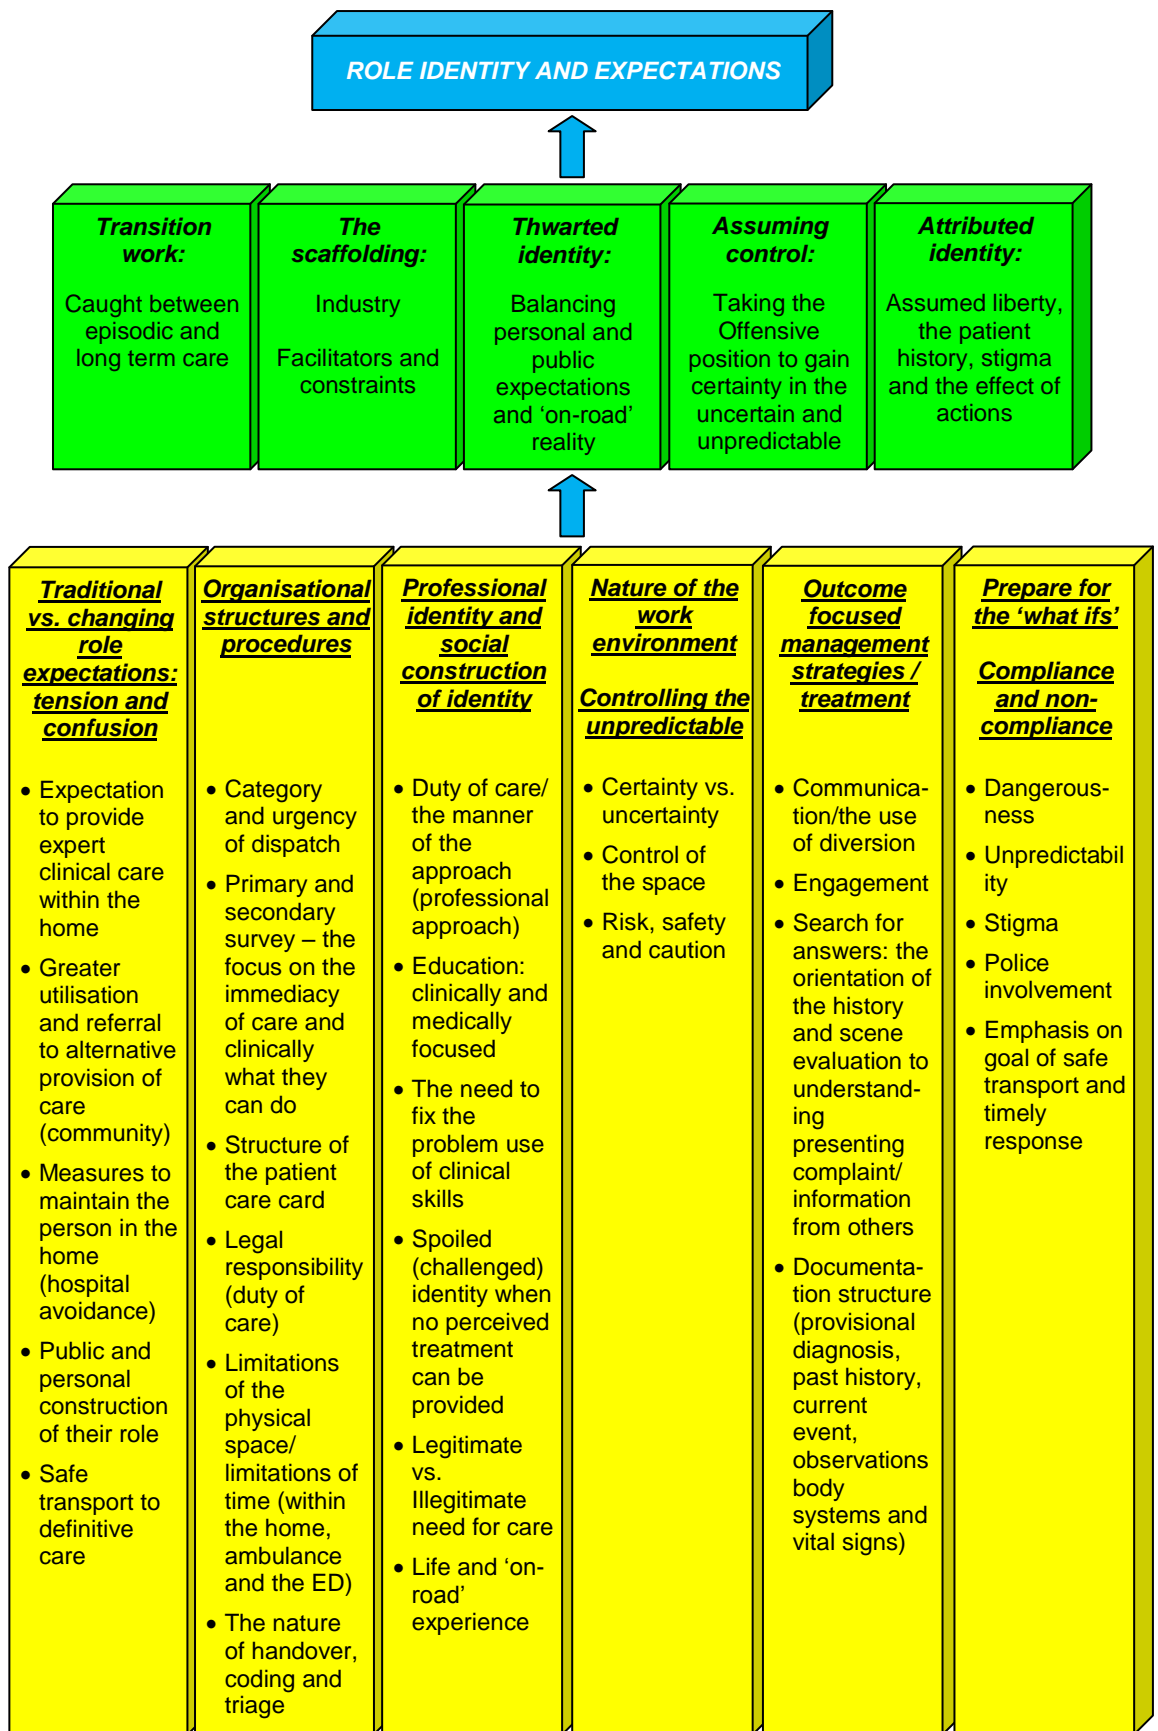 ROLE IDENTITY AND EXPECTATIONS
Transition
work:
Caught between
episodic and
long term care
The
scaffolding:
Industry
Facilitators and
constraints
Thwarted
identity:
Balancing
personal and
public
expectations
and ‘on-road’
reality
Assuming
control:
Taking the
Offensive
position to gain
certainty in the
uncertain and
unpredictable
Attributed
identity:
Assumed liberty,
the patient
history, stigma
and the effect of
actions
Traditional
vs. changing
role
expectations:
tension and
confusion
• Expectation
to provide
expert
clinical care
within the
home
• Greater
utilisation
and referral
to alternative
provision of
care
(community)
• Measures to
maintain the
person in the
home
(hospital
avoidance)
• Public and
personal
construction
of their role
• Safe
transport to
definitive
care
Organisational
structures and
procedures
• Category
and urgency
of dispatch
• Primary and
secondary
survey – the
focus on the
immediacy
of care and
clinically
what they
can do
• Structure of
the patient
care card
• Legal
responsibility
(duty of
care)
• Limitations
of the
physical
space/
limitations of
time (within
the home,
ambulance
and the ED)
• The nature
of handover,
coding and
triage
Professional
identity and
social
construction
of identity
• Duty of care/
the manner
of the
approach
(professional
approach)
• Education:
clinically and
medically
focused
• The need to
fix the
problem use
of clinical
skills
• Spoiled
(challenged)
identity when
no perceived
treatment
can be
provided
• Legitimate
vs.
Illegitimate
need for care
• Life and ‘on-
road’
experience
Nature of the
work
environment
Controlling the
unpredictable
• Certainty vs.
uncertainty
• Control of
the space
• Risk, safety
and caution
Outcome
focused
management
strategies /
treatment
• Communica-
tion/the use
of diversion
• Engagement
• Search for
answers: the
orientation of
the history
and scene
evaluation to
understand-
ing
presenting
complaint/
information
from others
• Documenta-
tion structure
(provisional
diagnosis,
past history,
current
event,
observations
body
systems and
vital signs)
Prepare for
the ‘what ifs’
Compliance
and non-
compliance
• Dangerous-
ness
• Unpredictabil
ity
• Stigma
• Police
involvement
• Emphasis on
goal of safe
transport and
timely
response